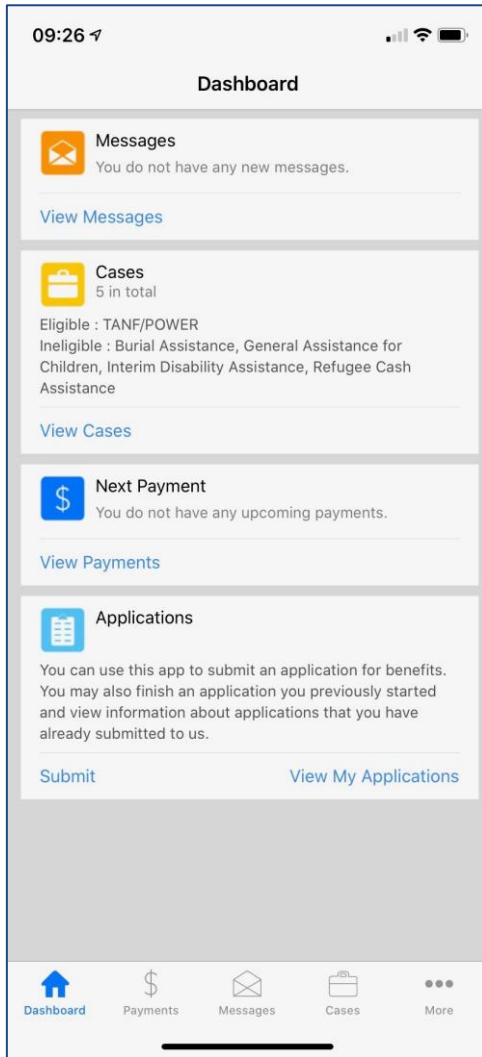 09:26
Dashboard
Messages
You do not have any new messages.
View Messages
Cases
5 in total
Eligible : TANF/POWER
Ineligible : Burial Assistance, General Assistance for
Children, Interim Disability Assistance, Refugee Cash
Assistance
View Cases
$
Next Payment
You do not have any upcoming payments.
View Payments
Applications
You can use this app to submit an application for benefits.
You may also finish an application you previously started
and view information about applications that you have
already submitted to us.
Submit View My Applications
$
Dashboard Payments Messages Cases More